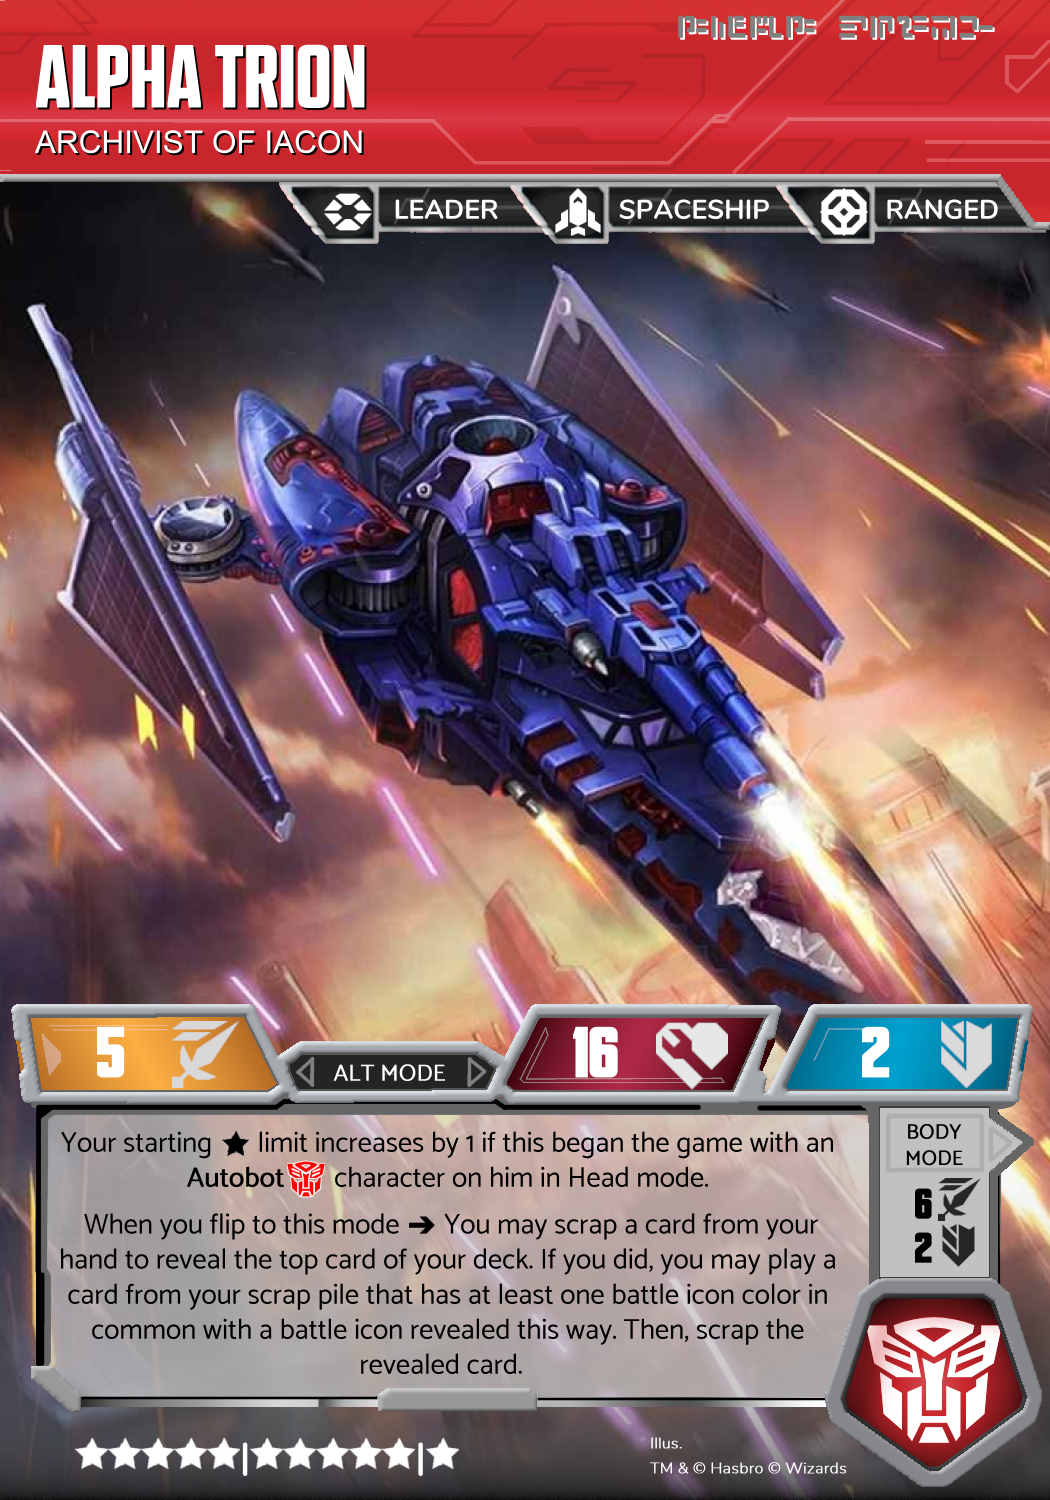 ALPHA TRION
ARCHIVIST OF IACON
LEADER SPACESHIP RANGED
5 ALT MODE 16 2
Your starting ★ limit increases by 1 if this began the game with an
Autobot character on him in Head mode.
When you flip to this mode ➔ You may scrap a card from your
hand to reveal the top card of your deck. If you did, you may play a
card from your scrap pile that has at least one battle icon color in
common with a battle icon revealed this way. Then, scrap the
revealed card.
BODY
MODE
6
2
★★★★★|★★★★★|★
Illus.
TM & © Hasbro © Wizards